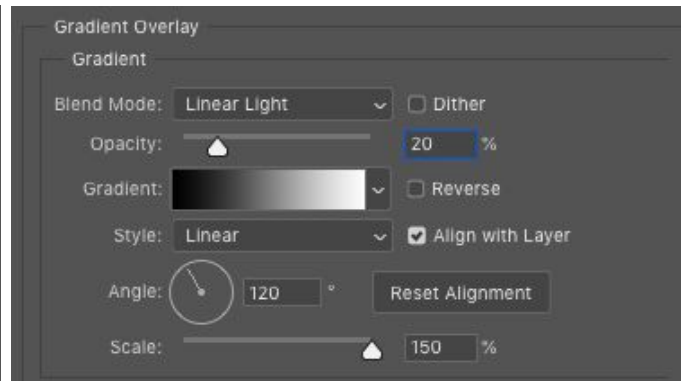 Gradient Overlay
Gradient
Blend Mode: Linear Light Dither
Opacity: 20 %
Gradient: Reverse
Style: Linear Align with Layer
Angle: 120 ° Reset Alignment
Scale: 150 %